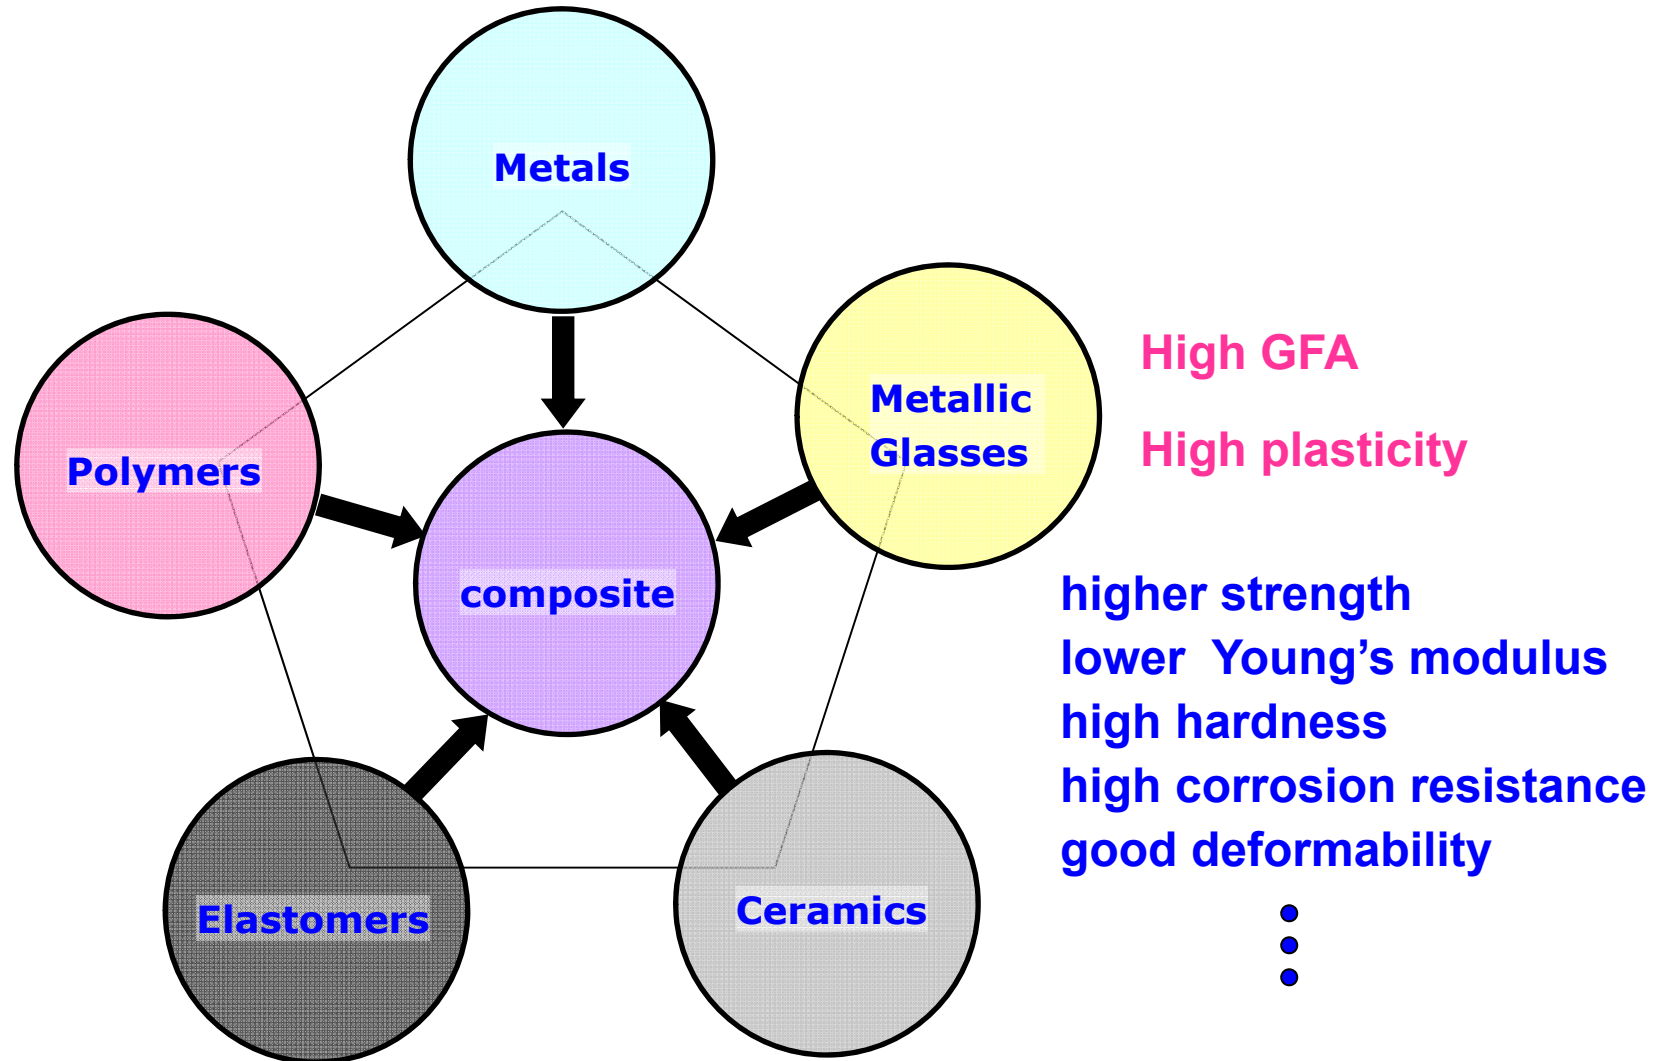 Metals
Metallic
Glasses
High GFA
High plasticity
Polymers
composite
higher strength
lower  Young’s modulus
high hardness
high corrosion resistance
good deformability
Elastomers
Ceramics